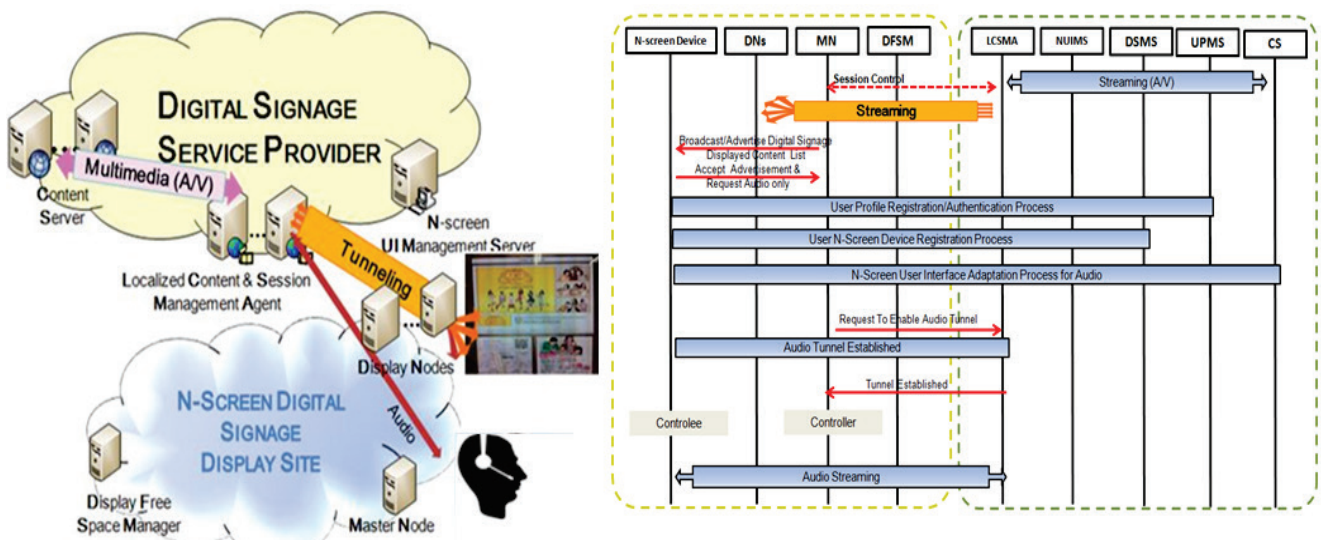 DIGITAL SIGNAGE
SERVICE PROVIDER
Multimedia (A/V)
Content
Server
N-screen
UI Management Server
Tunneling
Localized Content & Session
Management Agent
Display Nodes
N-SCREEN DIGITAL
SIGNAGE
DISPLAY SITE
Audio
Display Free
Space Manager
Master Node
N-screen Device
DNs
MN
DFSM
LCSMA
NUIMS
DSMS
UPMS
CS
Session Control
Streaming (A/V)
Streaming
Broadcast/Advertise Digital Signage
Displayed Content List
Accept Advertisement &
Request Audio only
User Profile Registration/Authentication Process
User N-Screen Device Registration Process
N-Screen User Interface Adaptation Process for Audio
Request To Enable Audio Tunnel
Audio Tunnel Established
Tunnel Established
Controlee
Controller
Audio Streaming